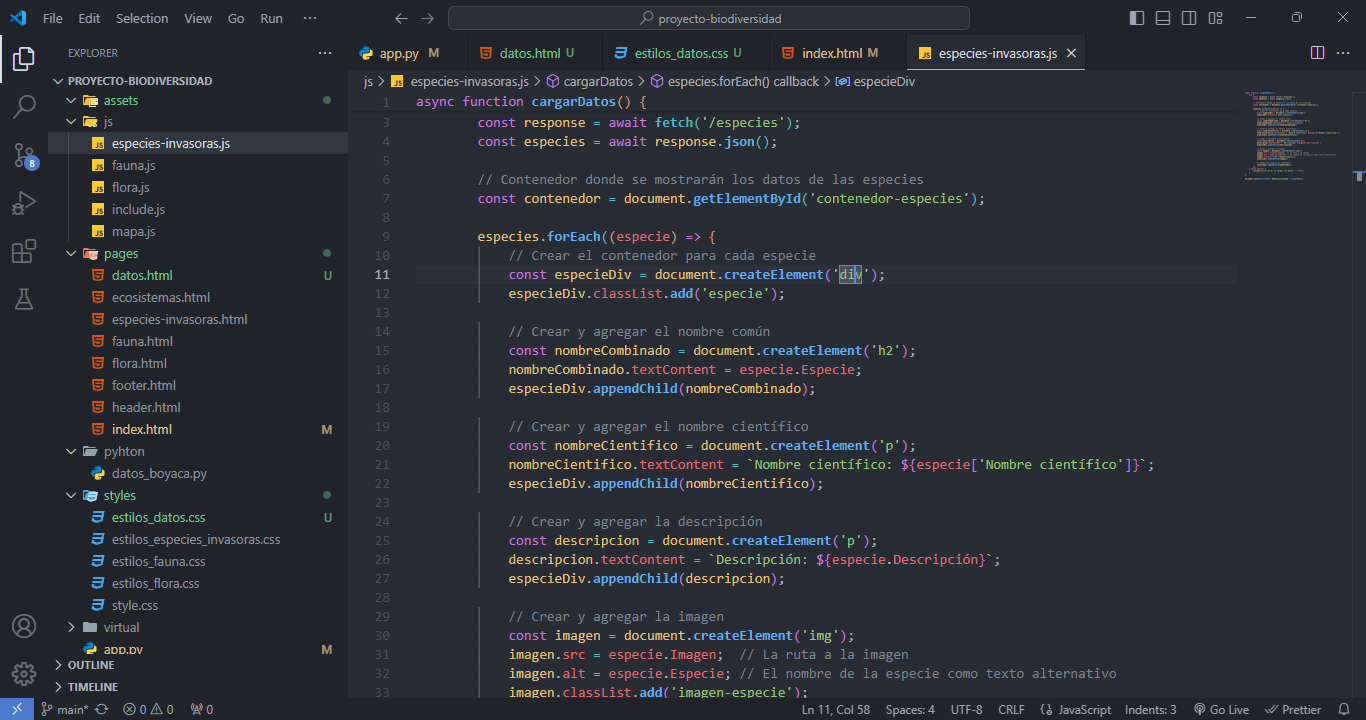 File Edit Selection View Go Run ···
proyecto-biodiversidad
EXPLORER ···
PROYECTO-BIODIVERSIDAD
assets
js
especies-invasoras.js
fauna.js
flora.js
include.js
mapa.js
pages
datos.html U
ecosistemas.html
especies-invasoras.html
fauna.html
flora.html
footer.html
header.html
index.html M
pyhton
datos_boyaca.py
styles
estilos_datos.css U
estilos_especies_invasoras.css
estilos_fauna.css
estilos_flora.css
style.css
virtual
app.py M
OUTLINE
TIMELINE
8
app.py M datos.html U estilos_datos.css U index.html M especies-invasoras.js
js > especies-invasoras.js > cargarDatos > especies.forEach() callback > especieDiv
1 async function cargarDatos() {
3 const response = await fetch('/especies');
4 const especies = await response.json();
5
6 // Contenedor donde se mostrarán los datos de las especies
7 const contenedor = document.getElementById('contenedor-especies');
8
9 especies.forEach((especie) => {
10 // Crear el contenedor para cada especie
11 const especieDiv = document.createElement('div');
12 especieDiv.classList.add('especie');
13
14 // Crear y agregar el nombre común
15 const nombreCombinado = document.createElement('h2');
16 nombreCombinado.textContent = especie.Especie;
17 especieDiv.appendChild(nombreCombinado);
18
19 // Crear y agregar el nombre científico
20 const nombreCientifico = document.createElement('p');
21 nombreCientifico.textContent = `Nombre científico: ${especie['Nombre científico']}`;
22 especieDiv.appendChild(nombreCientifico);
23
24 // Crear y agregar la descripción
25 const descripcion = document.createElement('p');
26 descripcion.textContent = `Descripción: ${especie.Descripción}`;
27 especieDiv.appendChild(descripcion);
28
29 // Crear y agregar la imagen
30 const imagen = document.createElement('img');
31 imagen.src = especie.Imagen; // La ruta a la imagen
32 imagen.alt = especie.Especie; // El nombre de la especie como texto alternativo
33 imagen.classList.add('imagen-especie');
main* 0 0 0 Ln 11, Col 58 Spaces: 4 UTF-8 CRLF {} JavaScript Indents: 3 Go Live Prettier